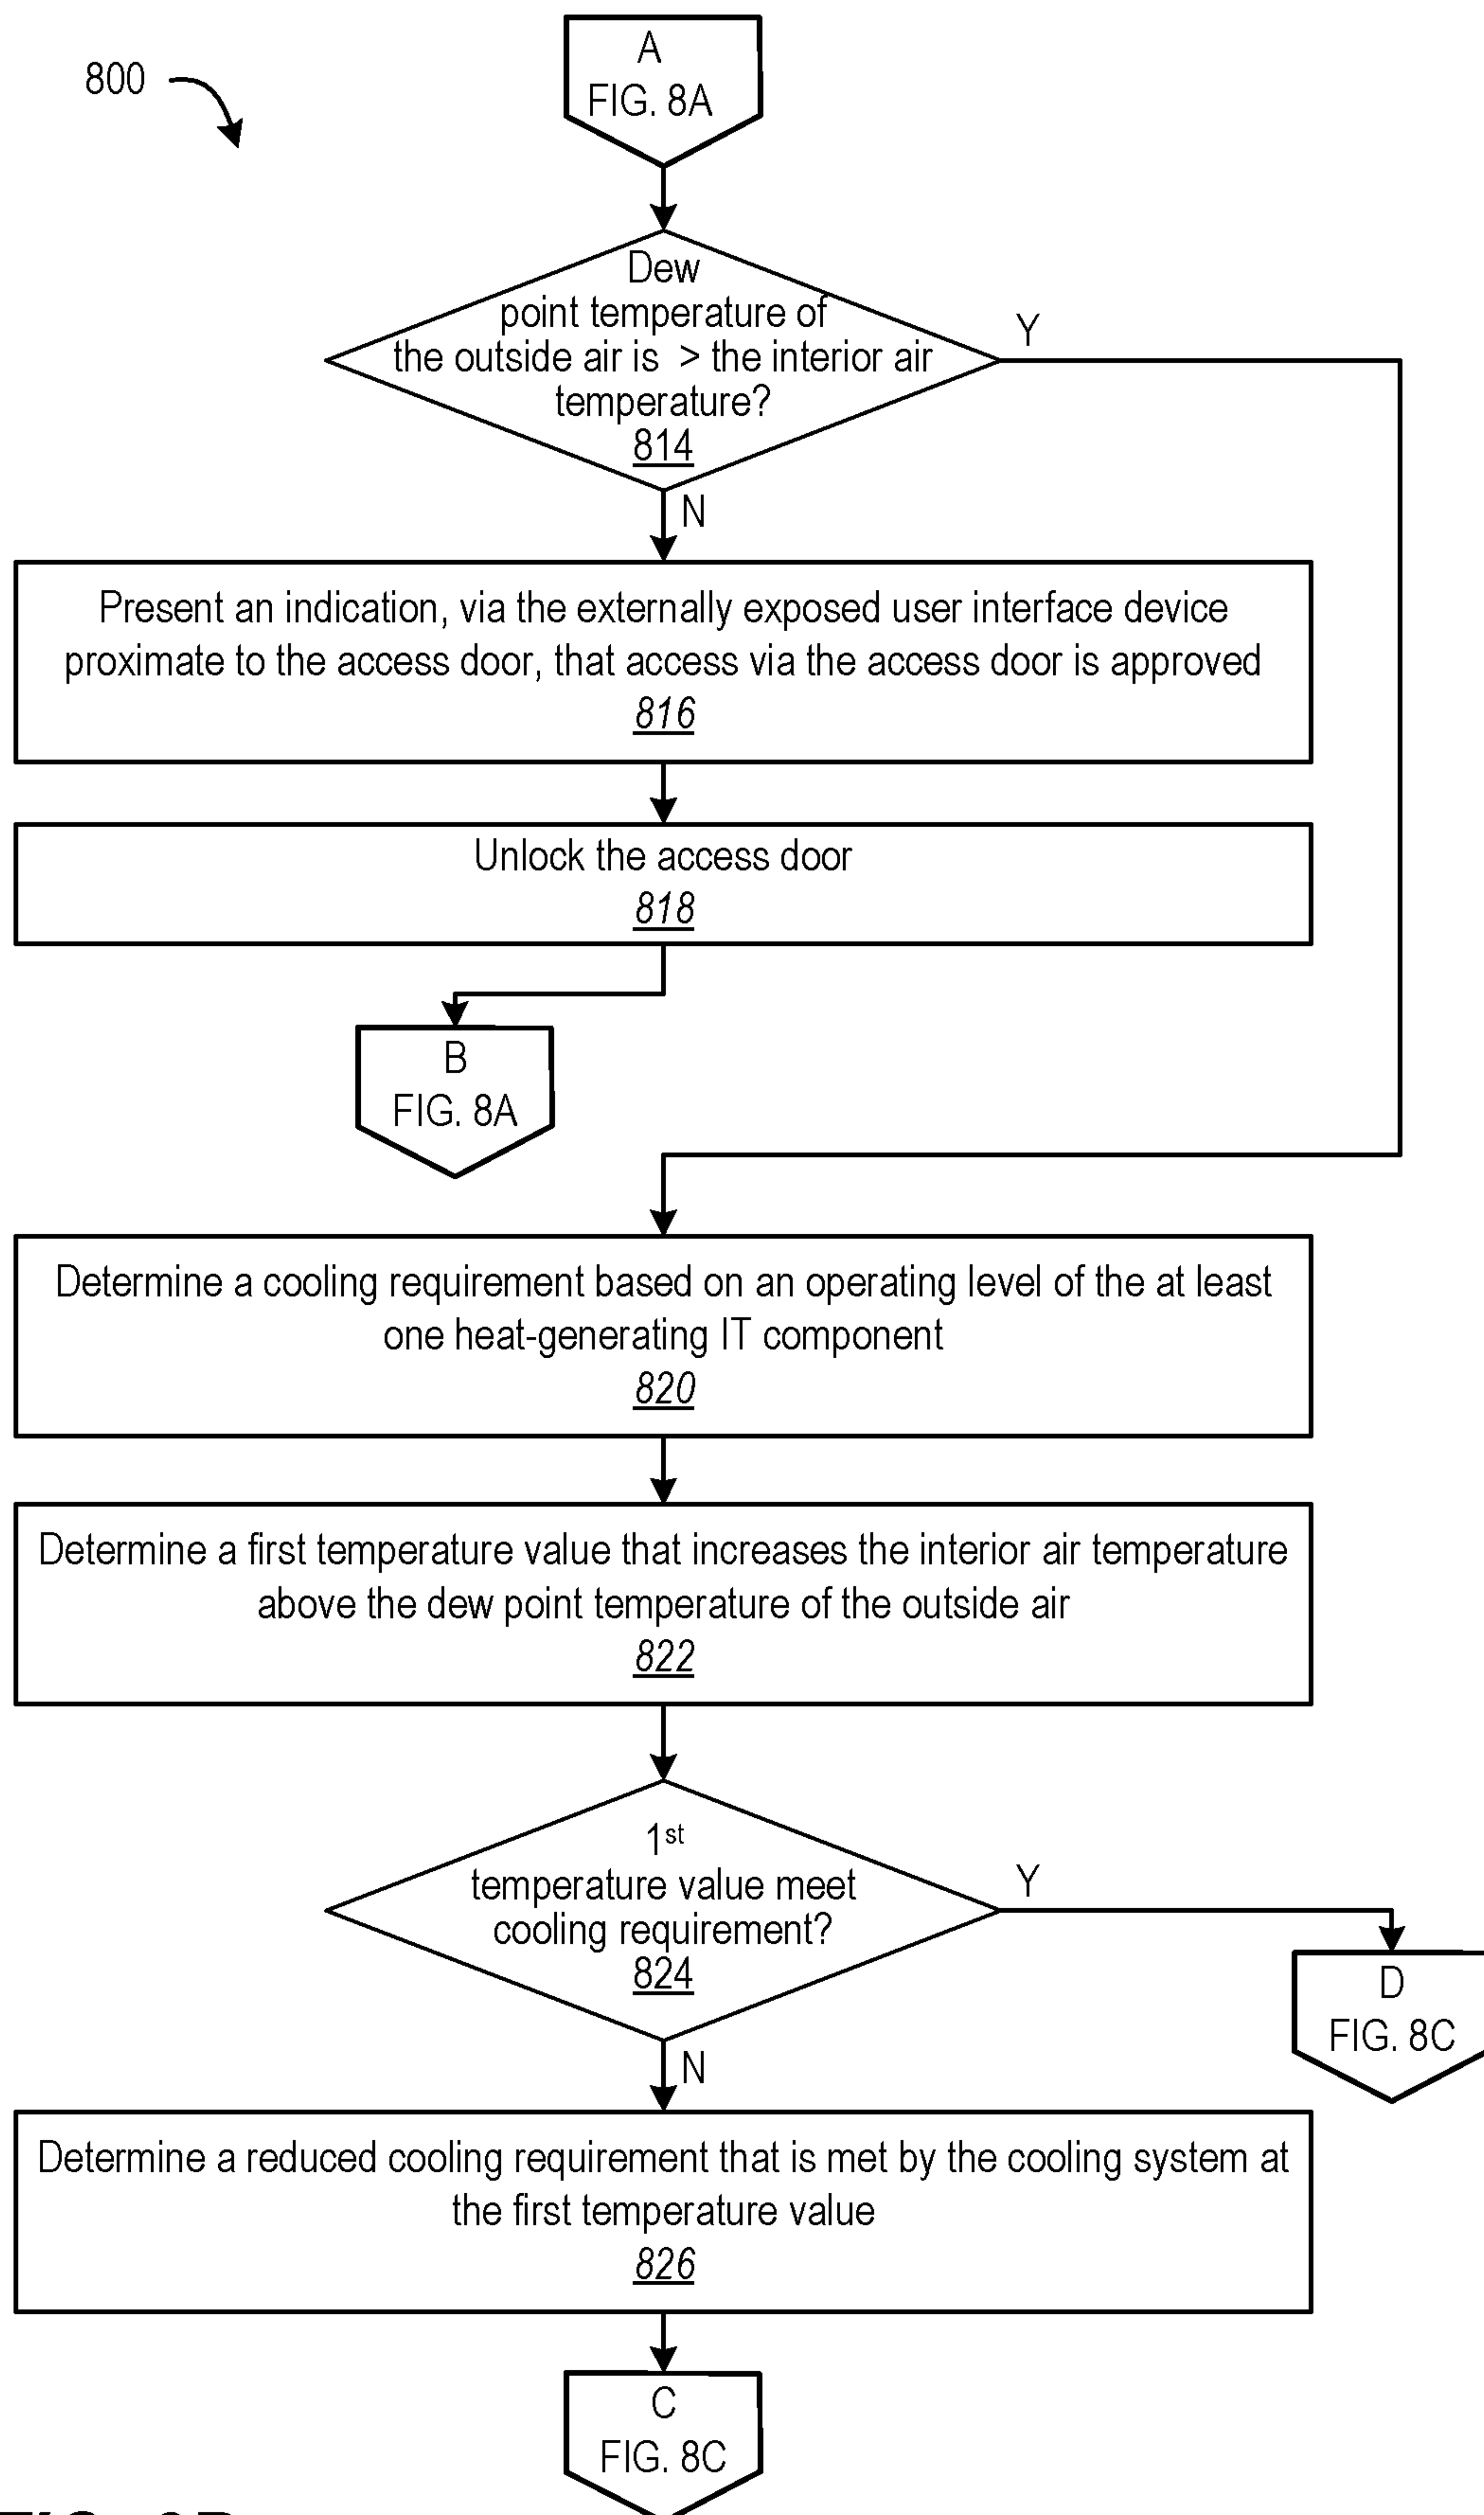 800
A
FIG. 8A
Dew
point temperature of
the outside air is > the interior air
temperature?
814
Y
N
Present an indication, via the externally exposed user interface device
proximate to the access door, that access via the access door is approved
816
Unlock the access door
818
B
FIG. 8A
Determine a cooling requirement based on an operating level of the at least
one heat-generating IT component
820
Determine a first temperature value that increases the interior air temperature
above the dew point temperature of the outside air
822
1st
temperature value meet
cooling requirement?
824
Y
D
FIG. 8C
N
Determine a reduced cooling requirement that is met by the cooling system at
the first temperature value
826
C
FIG. 8C